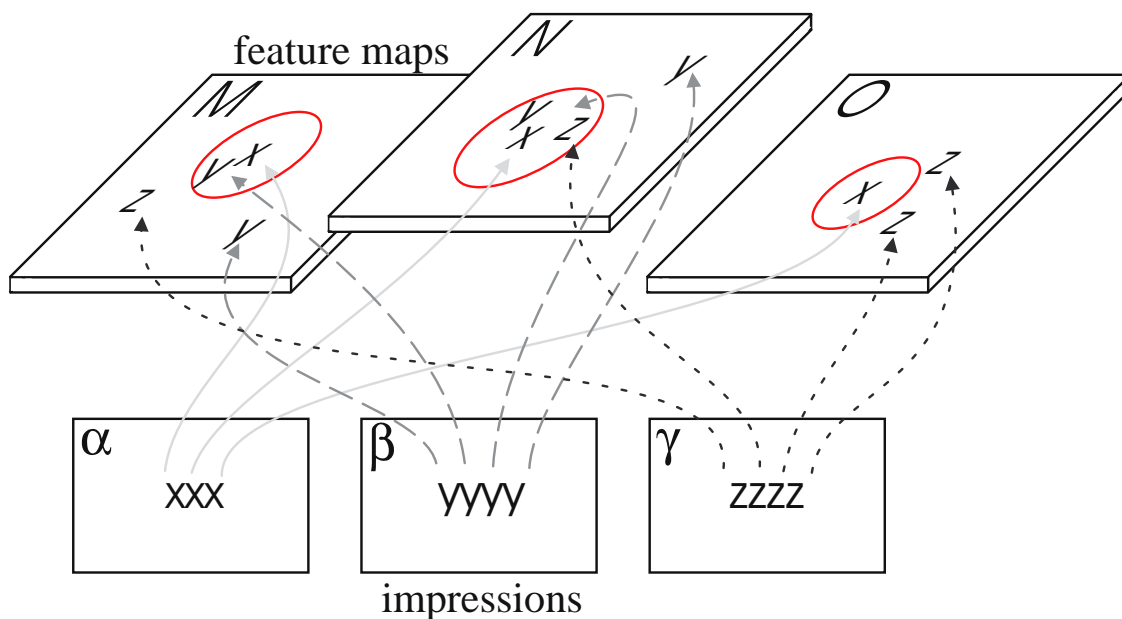 feature maps
M
y x
z
y
N
y
y
x z
O
z
x
z
α
xxx
β
yyyy
γ
zzzz
impressions